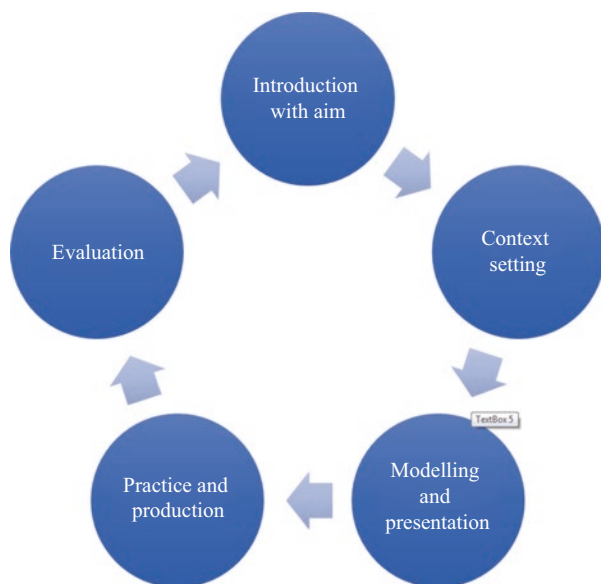 Introduction
with aim
Context
setting
TextBox 5
Modelling
and
presentation
Practice and
production
Evaluation